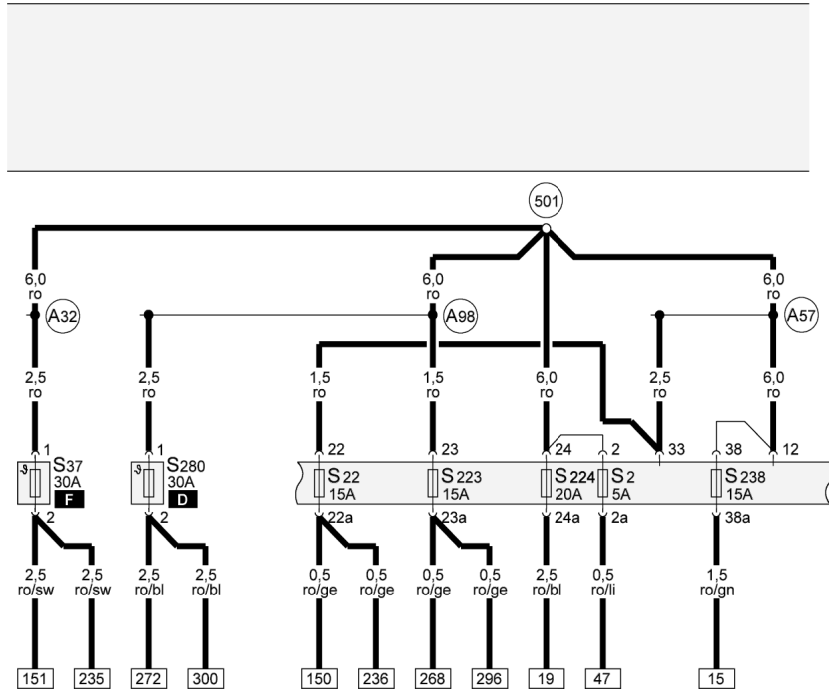 501
6,0 6,0 6,0
ro ro ro
A32 A98 A57
2,5 2,5 1,5 1,5 6,0 2,5 6,0
ro ro ro ro ro ro ro
1 1 22 23 24 2 33 38 12
S37 S280 S22 S223 S224 S2 S238
30A 30A 15A 15A 20A 5A 15A
F D
2 2 22a 23a 24a 2a 38a
2,5 2,5 2,5 2,5 0,5 0,5 0,5 0,5 2,5 0,5 1,5
ro/sw ro/sw ro/bl ro/bl ro/ge ro/ge ro/ge ro/ge ro/bl ro/li ro/gn
151 235 272 300 150 236 268 296 19 47 15